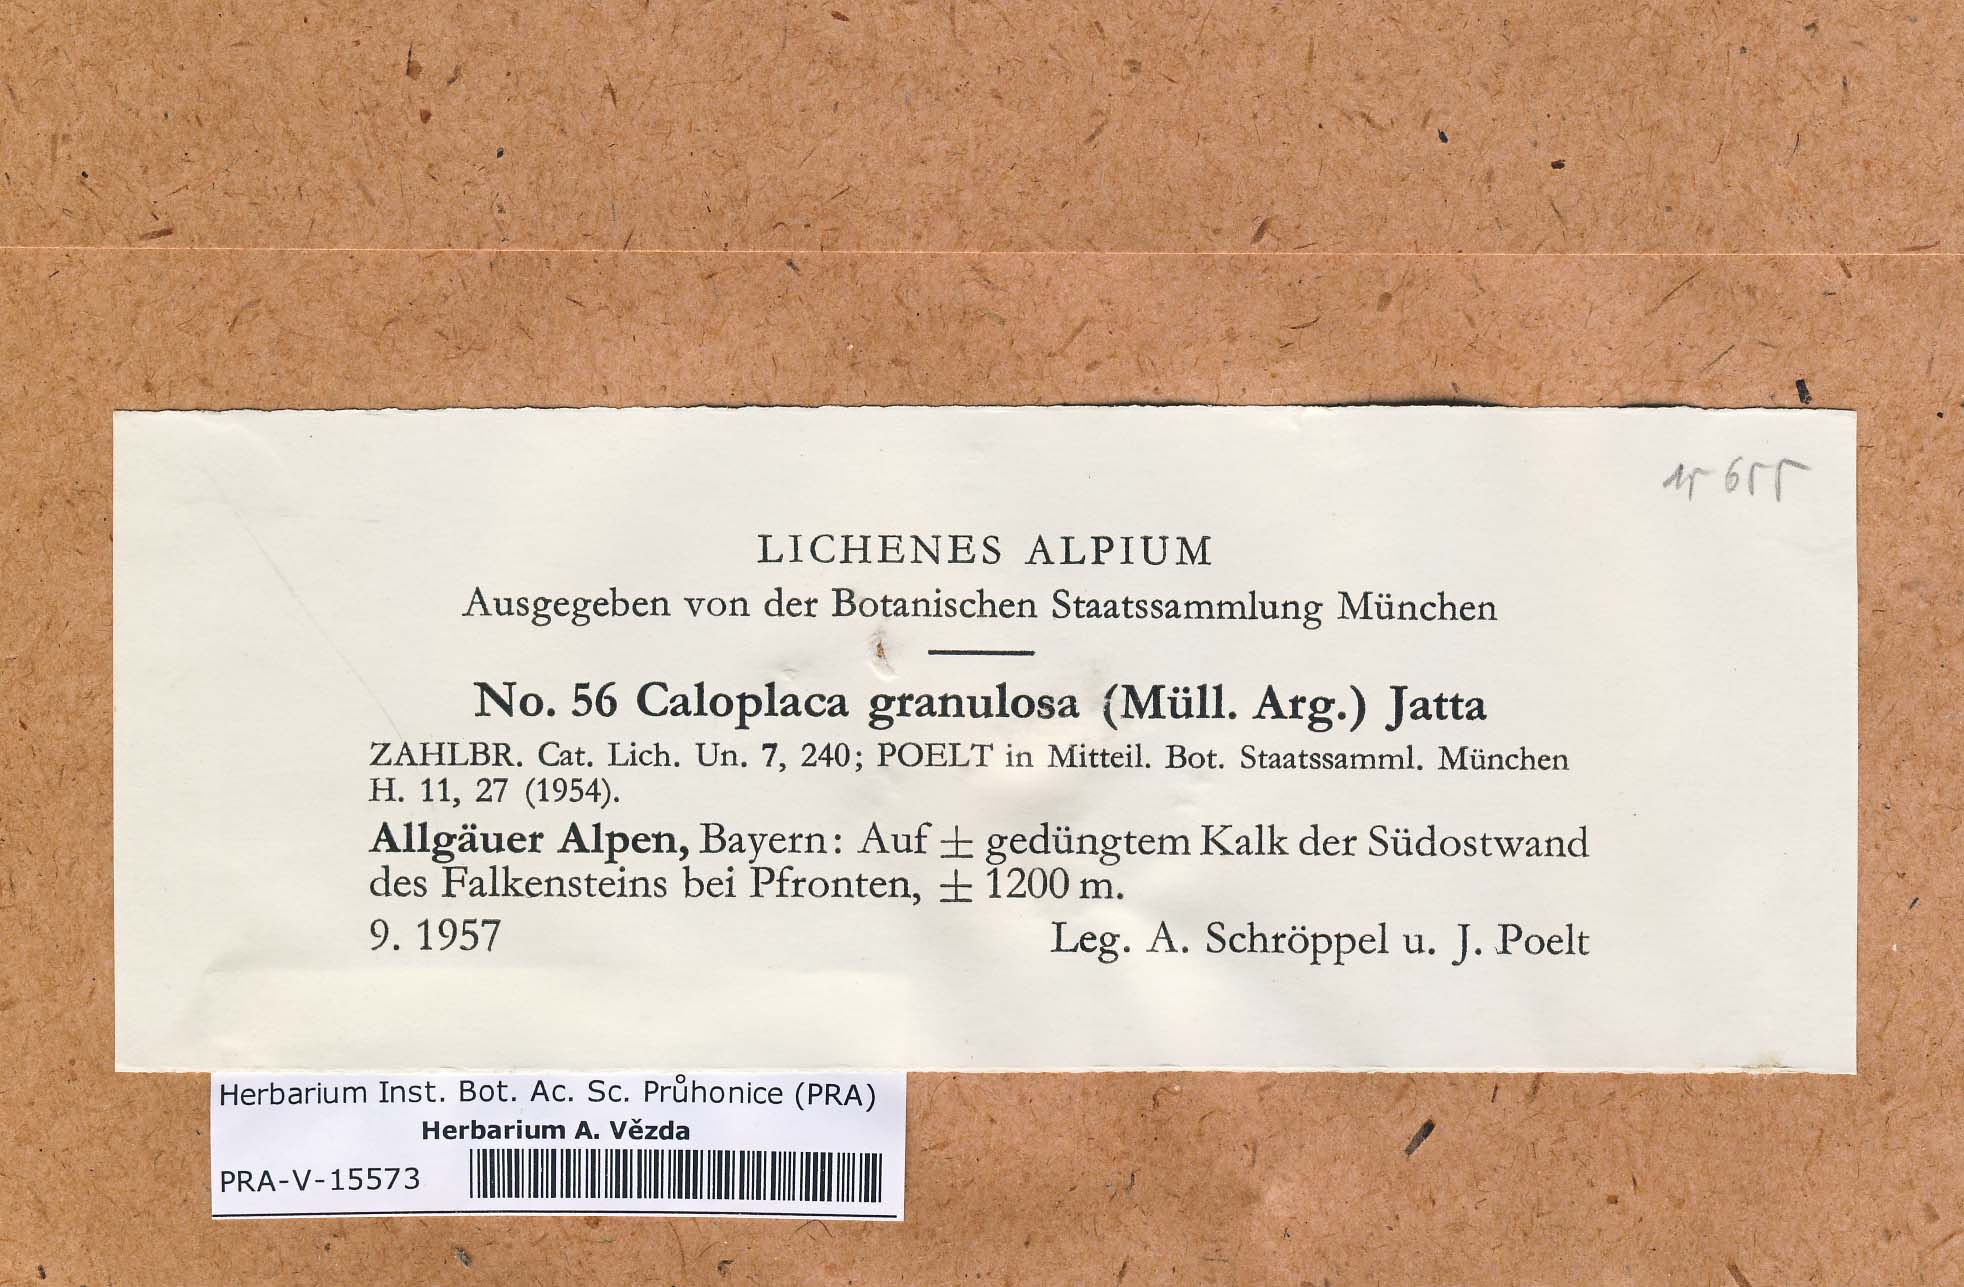 15655
LICHENES ALPIUM
Ausgegeben von der Botanischen Staatssammlung München
No. 56 Caloplaca granulosa (Müll. Arg.) Jatta
ZAHLBR. Cat. Lich. Un. 7, 240; POELT in Mitteil. Bot. Staatssamml. München
H. 11, 27 (1954).
Allgäuer Alpen, Bayern: Auf ± gedüngtem Kalk der Südostwand
des Falkensteins bei Pfronten, ± 1200 m.
9. 1957 Leg. A. Schröppel u. J. Poelt
Herbarium Inst. Bot. Ac. Sc. Průhonice (PRA)
Herbarium A. Vězda
PRA-V-15573